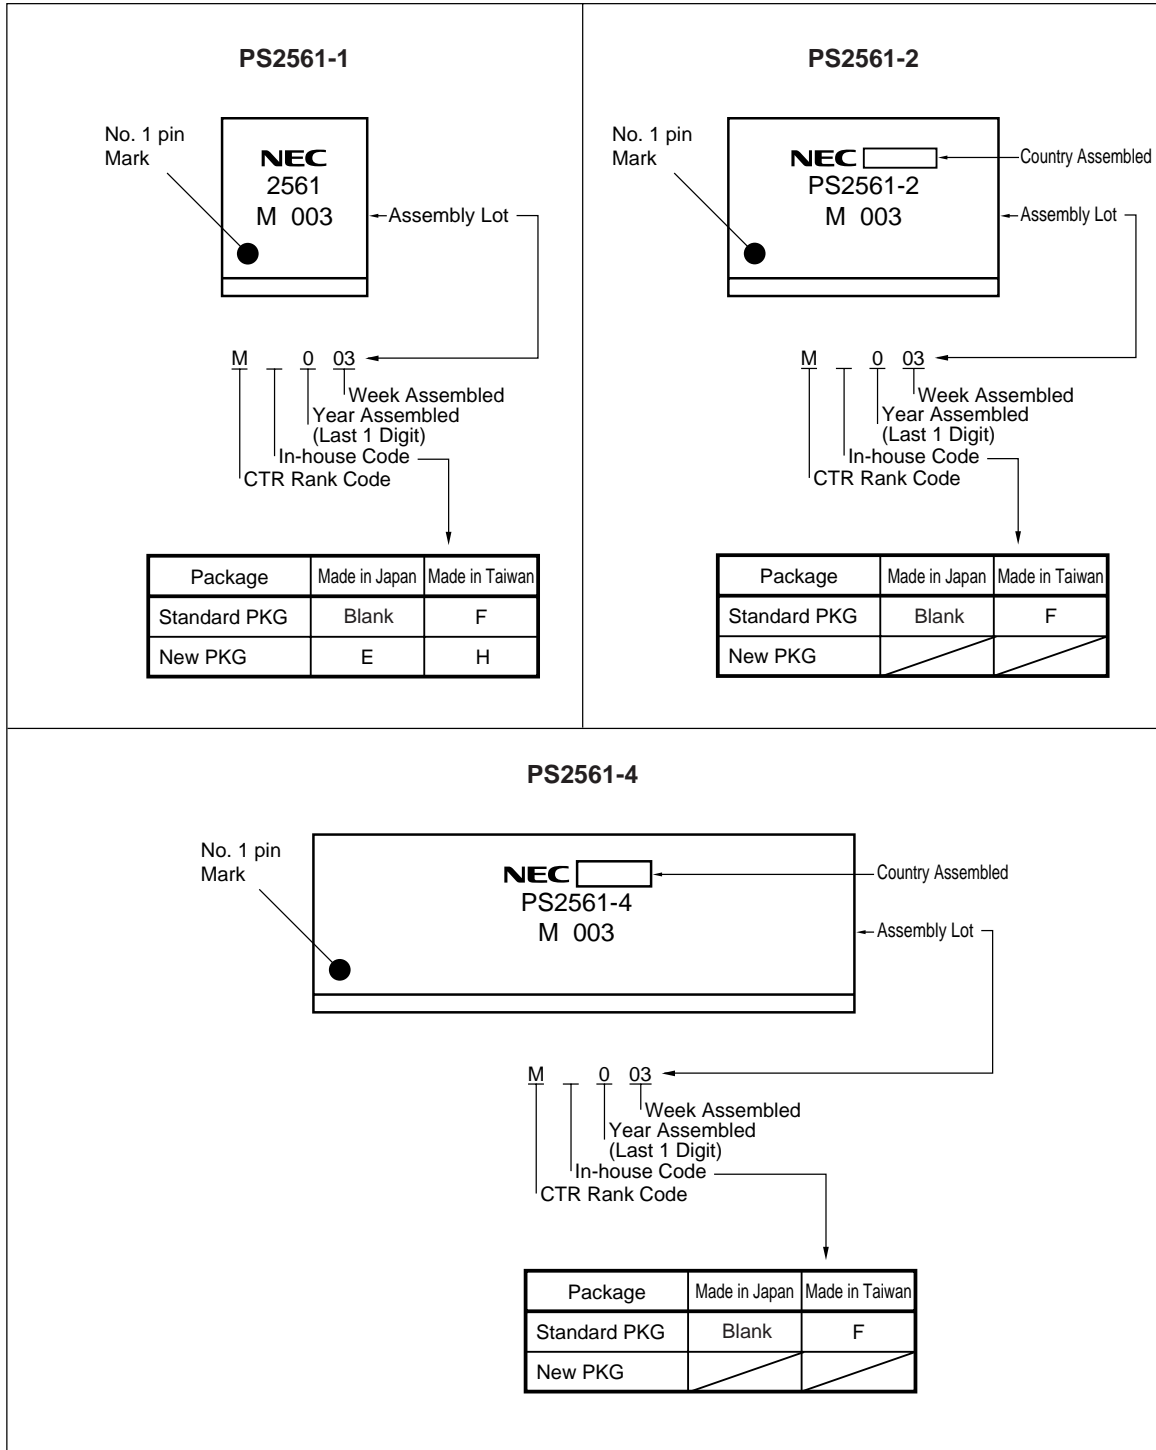 PS2561-1
No. 1 pin
Mark
NEC
2561
M 003
Assembly Lot
M 0 03
Week Assembled
Year Assembled
(Last 1 Digit)
In-house Code
CTR Rank Code
Package Made in Japan Made in Taiwan
Standard PKG Blank F
New PKG E H
PS2561-2
No. 1 pin
Mark
NEC
Country Assembled
PS2561-2
M 003
Assembly Lot
M 0 03
Week Assembled
Year Assembled
(Last 1 Digit)
In-house Code
CTR Rank Code
Package Made in Japan Made in Taiwan
Standard PKG Blank F
New PKG
PS2561-4
No. 1 pin
Mark
NEC
Country Assembled
PS2561-4
M 003
Assembly Lot
M 0 03
Week Assembled
Year Assembled
(Last 1 Digit)
In-house Code
CTR Rank Code
Package Made in Japan Made in Taiwan
Standard PKG Blank F
New PKG